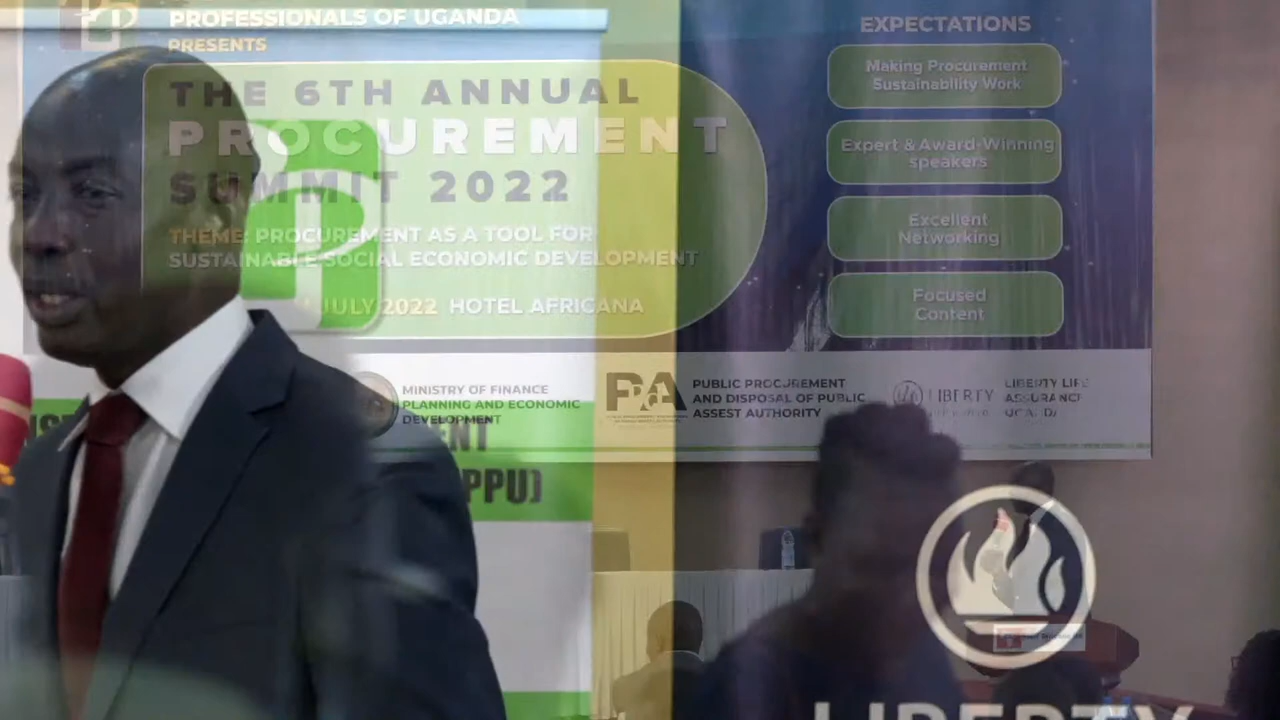 PROFESSIONALS OF UGANDA
PRESENTS
THE 6TH ANNUAL
PROCUREMENT
SUMMIT 2022
THEME: PROCUREMENT AS A TOOL FOR
SUSTAINABLE SOCIAL ECONOMIC DEVELOPMENT
JULY 2022 HOTEL AFRICANA
EXPECTATIONS
Making Procurement
Sustainability Work
Expert & Award-Winning
speakers
Excellent
Networking
Focused
Content
MINISTRY OF FINANCE
PLANNING AND ECONOMIC
DEVELOPMENT
PUBLIC PROCUREMENT
AND DISPOSAL OF PUBLIC
ASSEST AUTHORITY
LIBERTY
LIBERTY LIFE
ASSURANCE
UGANDA
LIBERTY